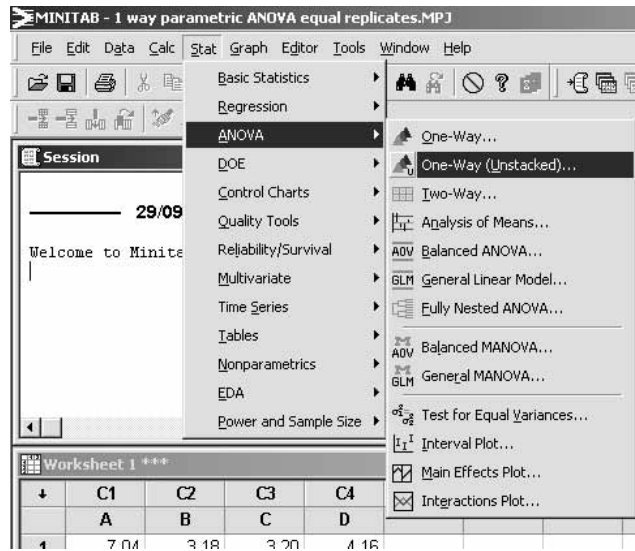 MINITAB - 1 way parametric ANOVA equal replicates.MPJ
File Edit Data Calc Stat Graph Editor Tools Window Help
Basic Statistics
Regression
ANOVA
DOE
Control Charts
Quality Tools
Reliability/Survival
Multivariate
Time Series
Tables
Nonparametrics
EDA
Power and Sample Size
One-Way...
One-Way (Unstacked)...
Two-Way...
Analysis of Means...
AOV Balanced ANOVA...
GLM General Linear Model...
Fully Nested ANOVA...
AOV Balanced MANOVA...
GLM General MANOVA...
Test for Equal Variances...
Interval Plot...
Main Effects Plot...
Interactions Plot...
Session
29/09
Welcome to Minita
Worksheet 1 ***
C1 C2 C3 C4
A B C D
1 7.04 3.18 3.20 4.16